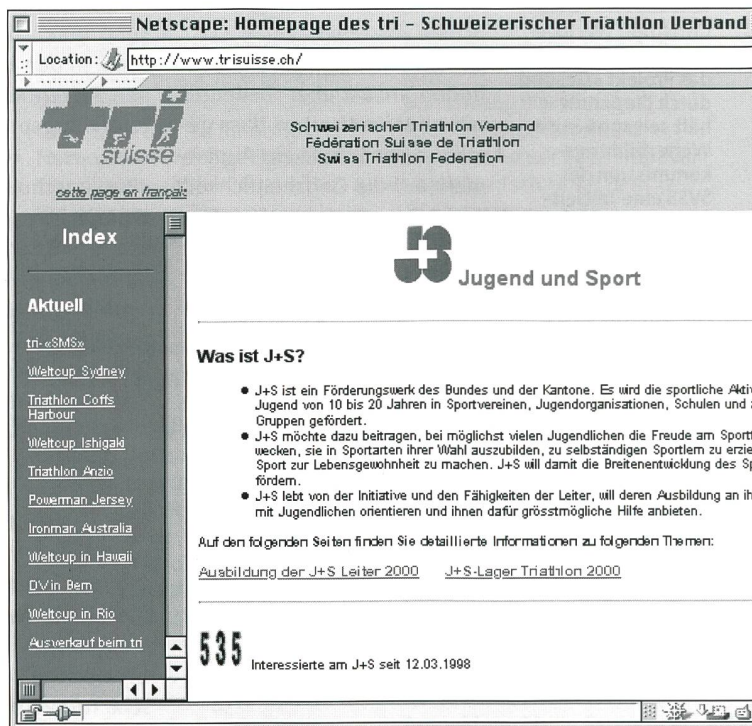 Netscape: Homepage des tri – Schweizerischer Triathlon Verband
Location: http://www.trisuisse.ch/
tri
suisse
cette page en français
Schweizerischer Triathlon Verband
Fédération Suisse de Triathlon
Swiss Triathlon Federation
Index
Aktuell
tri-«SMS»
Weltcup Sydney
Triathlon Coffs
Harbour
Weltcup Ishigaki
Triathlon Anzio
Powerman Jersey
Ironman Australia
Weltcup in Hawaii
DV in Bern
Weltcup in Rio
Ausverkauf beim tri
JS Jugend und Sport
Was ist J+S?
● J+S ist ein Förderungswerk des Bundes und der Kantone. Es wird die sportliche
Jugend von 10 bis 20 Jahren in Sportvereinen, Jugendorganisationen, Schulen und
Gruppen gefördert.
● J+S möchte dazu beitragen, bei möglichst vielen Jugendlichen die Freude am
wecken, sie in Sportarten ihrer Wahl auszubilden, zu selbständigen Sportlern zu
Sport zur Lebensgewohnheit zu machen. J+S will damit die Breitenentwicklung des
fördern.
● J+S lebt von der Initiative und den Fähigkeiten der Leiter, will deren Ausbildung an
mit Jugendlichen orientieren und ihnen dafür grösstmögliche Hilfe anbieten.
Auf den folgenden Seiten finden Sie detaillierte Informationen zu folgenden Themen:
Ausbildung der J+S Leiter 2000 J+S-Lager Triathlon 2000
535 Interessierte am J+S seit 12.03.1998